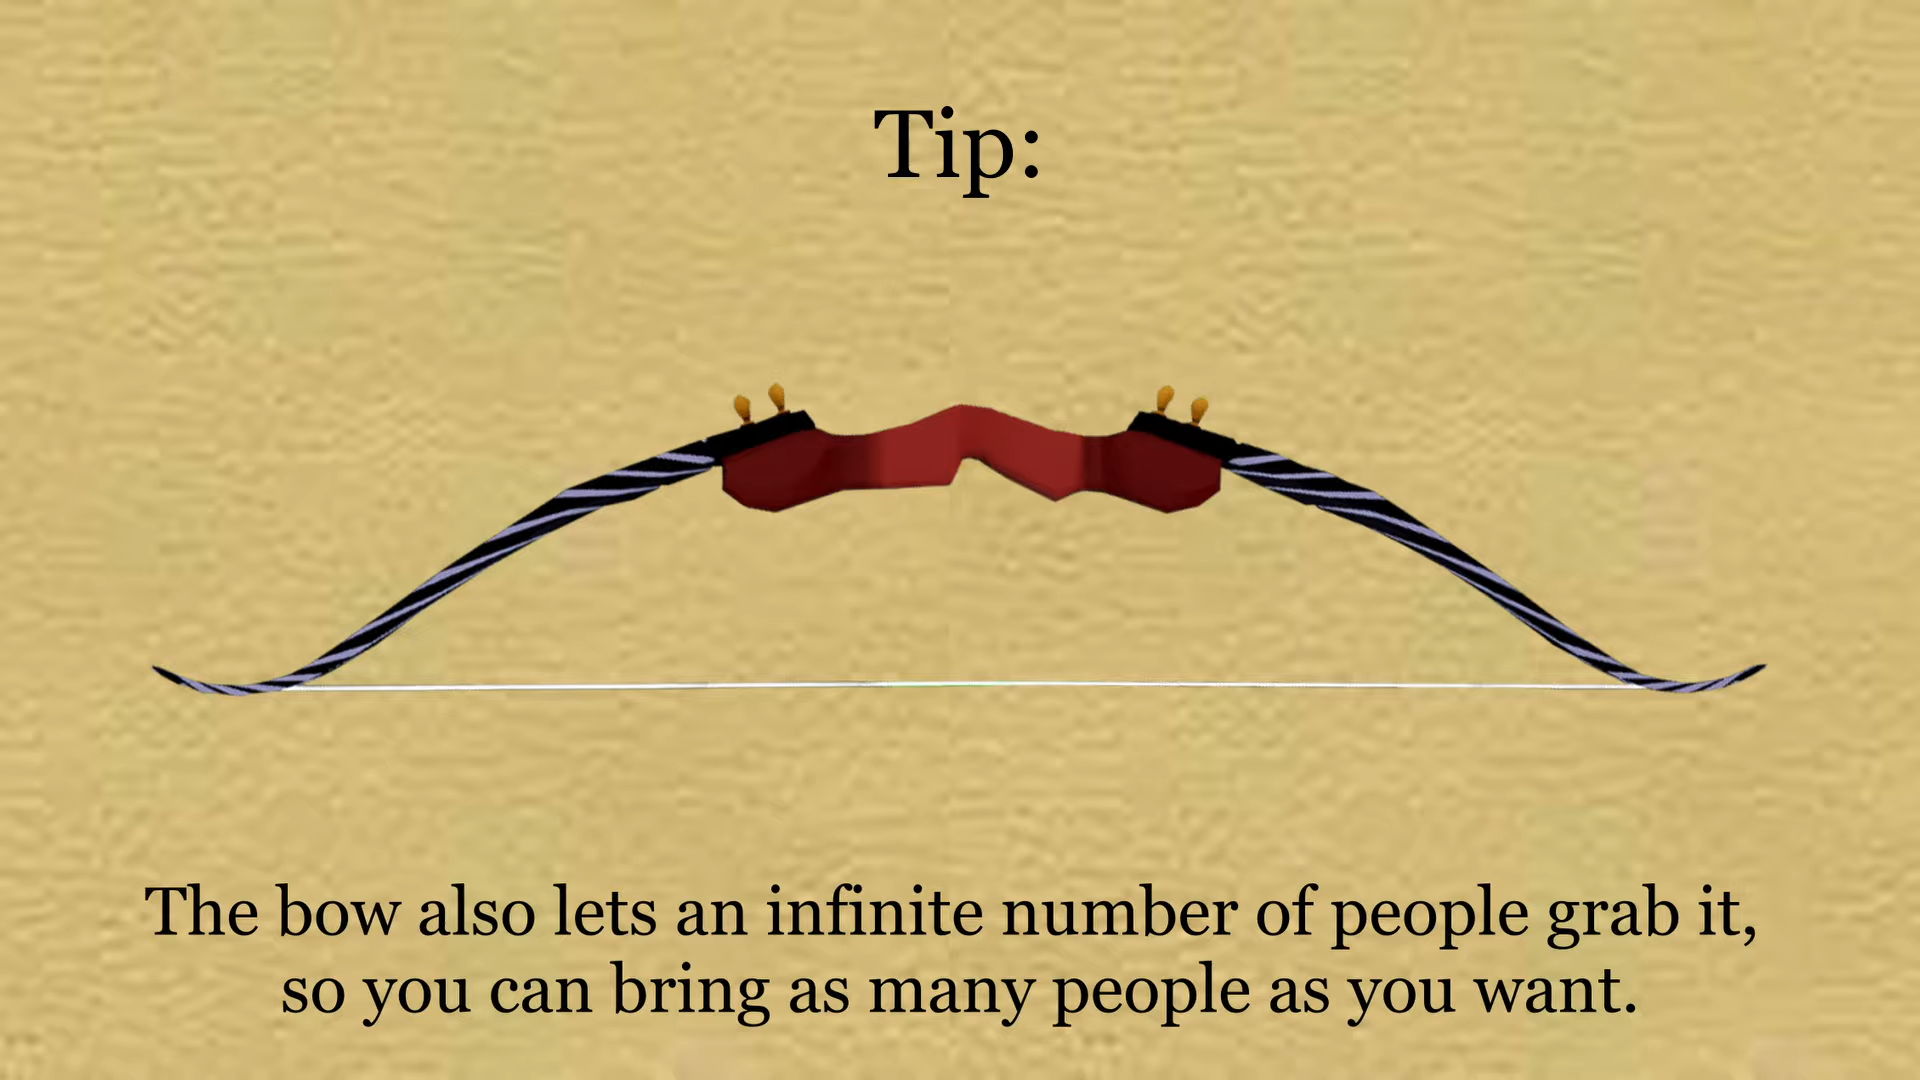 Tip:
The bow also lets an infinite number of people grab it,
so you can bring as many people as you want.